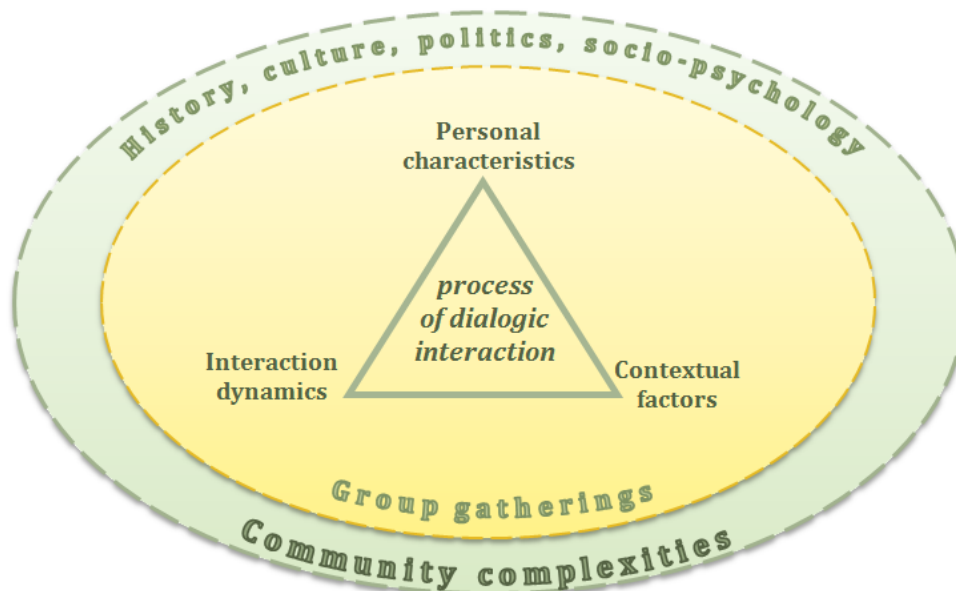 History, culture, politics, socio-psychology
Personal
characteristics
process
of dialogic
interaction
Interaction
dynamics
Contextual
factors
Group gatherings
Community complexities